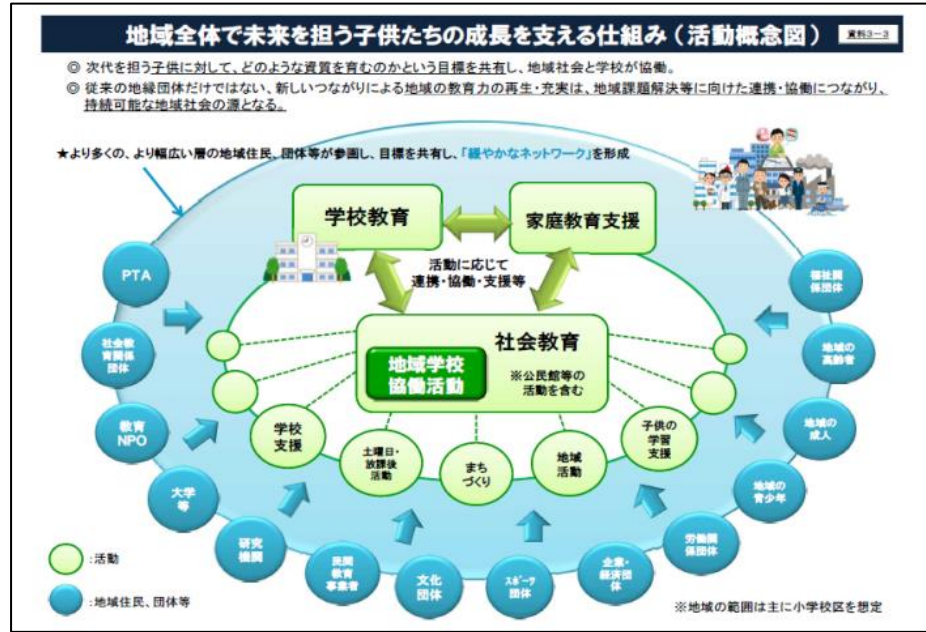 地域全体で未来を担う子供たちの成長を支える仕組み（活動概念図）
資料3－3
◎ 次代を担う子供に対して、どのような資質を育むのかという目標を共有し、地域社会と学校が協働。
◎ 従来の地縁団体だけではない、新しいつながりによる地域の教育力の再生・充実は、地域課題解決等に向けた連携・協働につながり、
持続可能な地域社会の源となる。
★より多くの、より幅広い層の地域住民、団体等が参画し、目標を共有し、「緩やかなネットワーク」を形成
学校教育
家庭教育支援
活動に応じて
連携・協働・支援等
社会教育
※公民館等の
活動を含む
地域学校
協働活動
学校
支援
土曜日・
放課後
活動
まち
づくり
地域
活動
子供の
学習
支援
PTA
社会教
育関係
団体
教育
NPO
大学
等
研究
機関
民間
教育
事業者
文化
団体
スポーツ
団体
企業・
経済団
体
労働関
係団体
地域の
青少年
地域の
成人
地域の
高齢者
福祉関
係団体
:活動
:地域住民、団体等
※地域の範囲は主に小学校区を想定